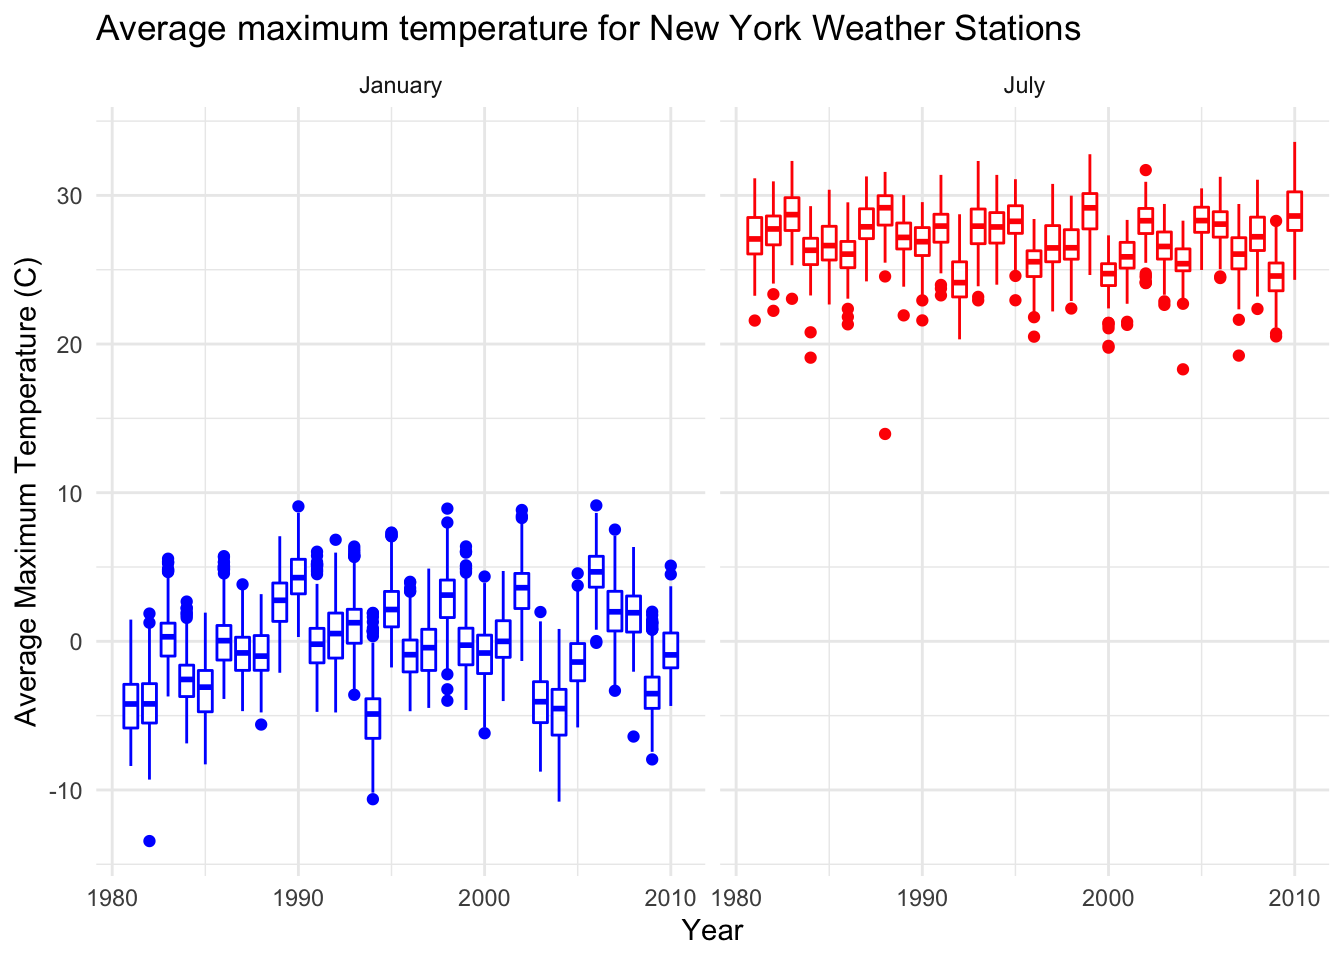 Average maximum temperature for New York Weather Stations
January
July
Average Maximum Temperature (C)
30
20
10
0
-10
1980
1990
2000
2010
1980
1990
2000
2010
Year